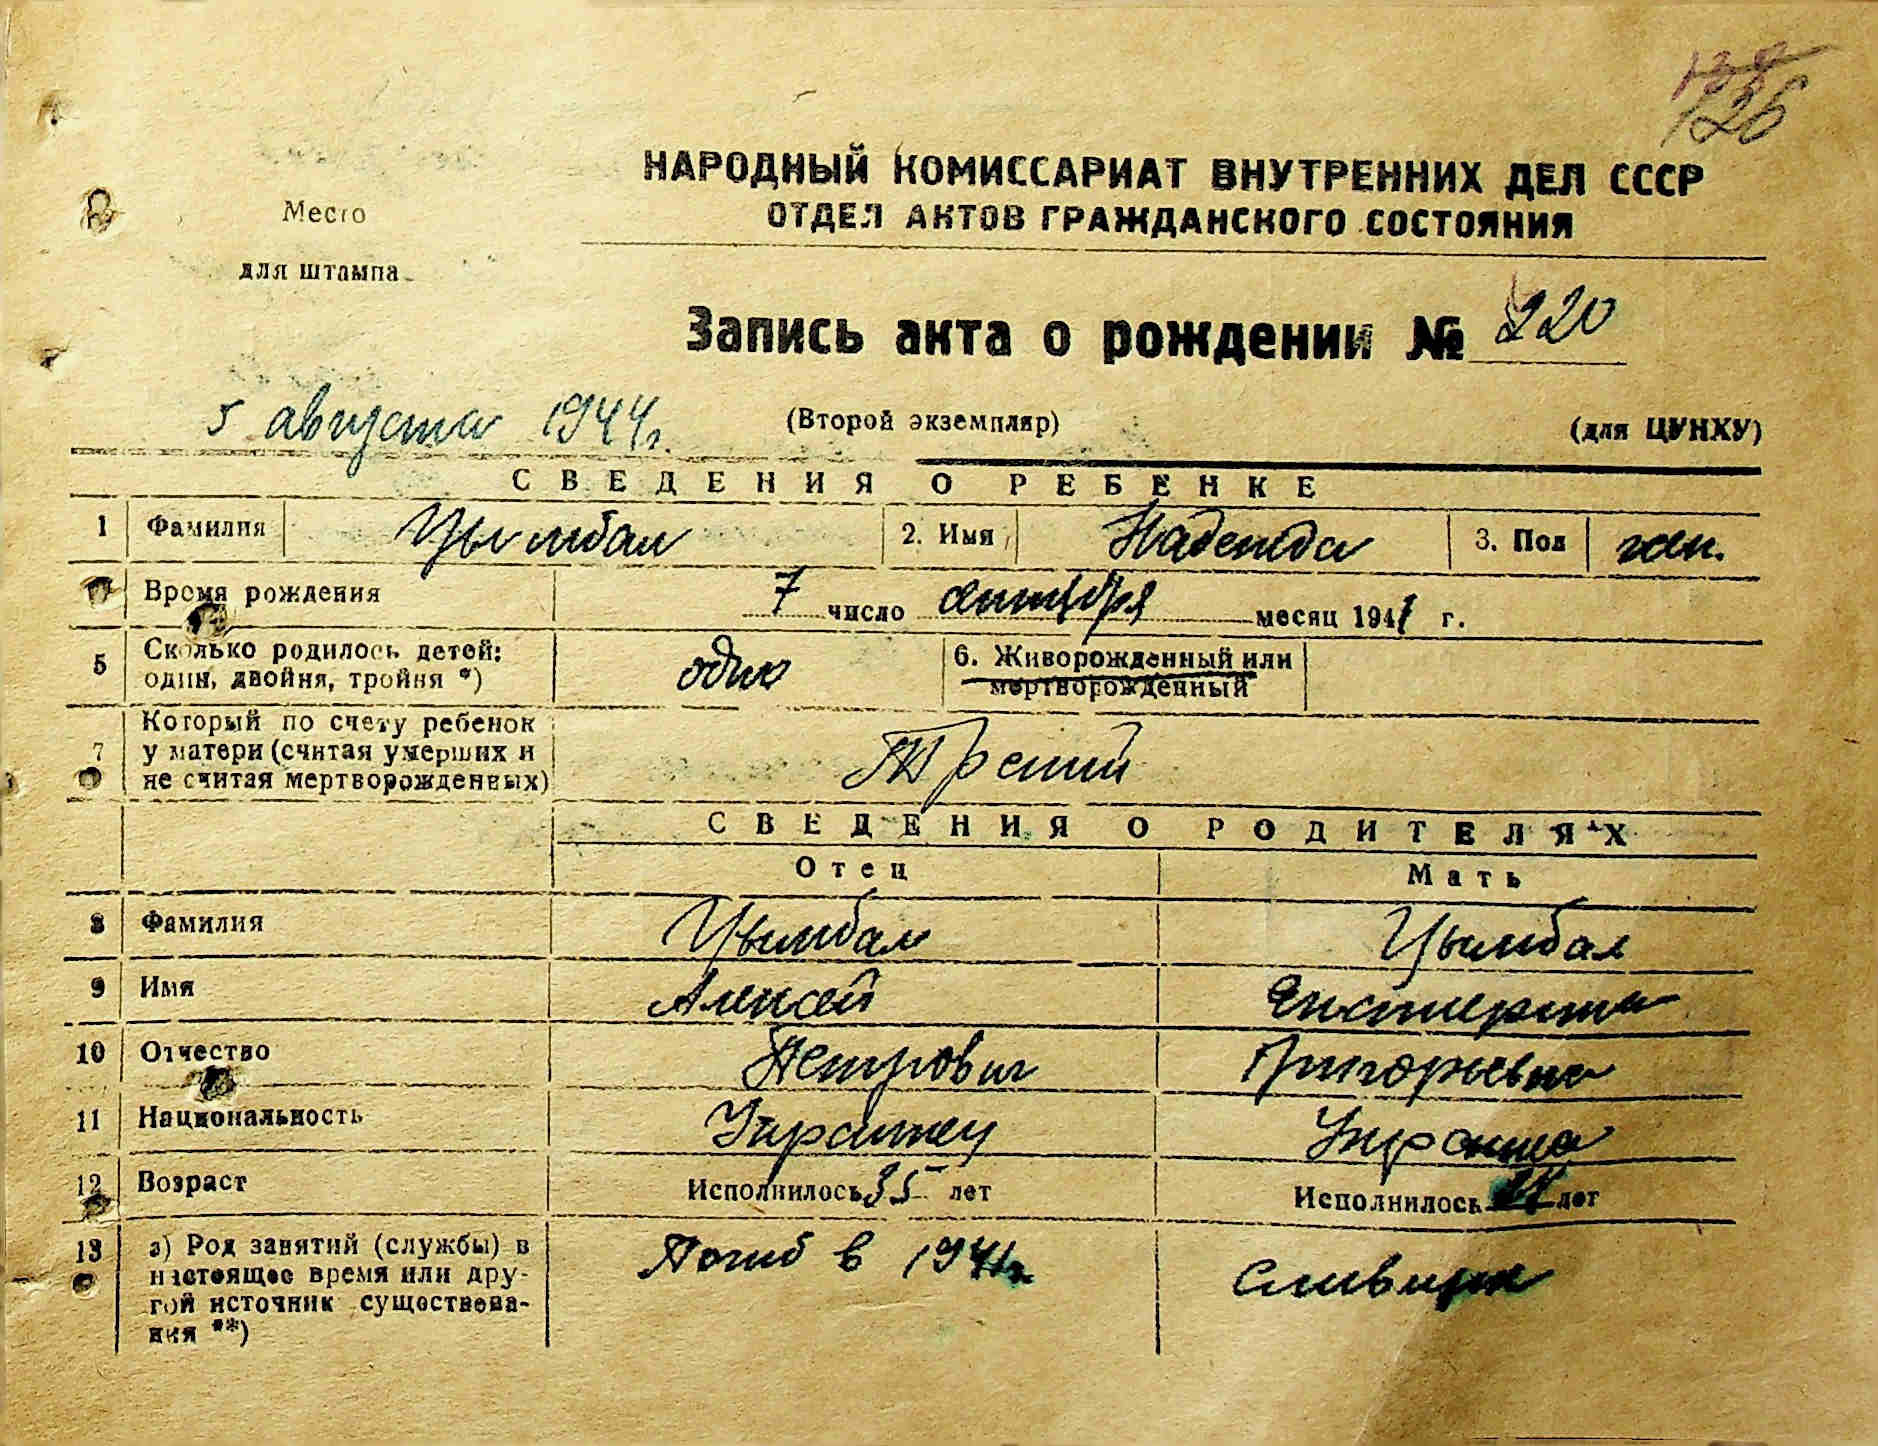 126
НАРОДНЫЙ КОМИССАРИАТ ВНУТРЕННИХ ДЕЛ СССР
ОТДЕЛ АКТОВ ГРАЖДАНСКОГО СОСТОЯНИЯ
Место
для штампа
Запись акта о рождении № 220
5 августа 1944 г.
(Второй экземпляр)
(для ЦУНХУ)
СВЕДЕНИЯ О РЕБЕНКЕ
1 Фамилия Цымбал 2. Имя Надежда 3. Пол жен.
Время рождения 7 число сентября месяц 1941 г.
5 Сколько родилось детей: один, двойня, тройня *) одно 6. Живорожденный или мертворожденный
7 Который по счету ребенок
у матери (считая умерших и
не считая мертворожденных) Третий
СВЕДЕНИЯ О РОДИТЕЛЯХ
Отец Мать
8 Фамилия Цымбал Цымбал
9 Имя Алексей Екатерина
10 Отчество Петрович Григорьевна
11 Национальность Украинец Украинка
12 Возраст Исполнилось 35 лет Исполнилось лет
13 а) Род занятий (службы) в
настоящее время или дру-
гой источник существова-
ния **) Погиб в 1941 г.